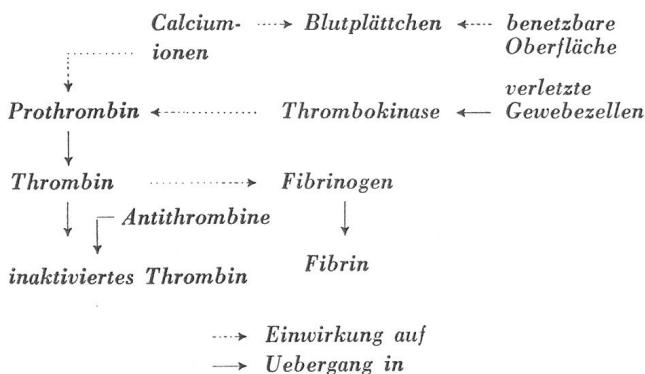 Calcium- Blutplättchen benetzbare
ionen Oberfläche
Prothrombin Thrombokinase verletzte
Gewebezellen
Thrombin Fibrinogen
Antithrombine
inaktiviertes Thrombin Fibrin
Einwirkung auf
Uebergang in